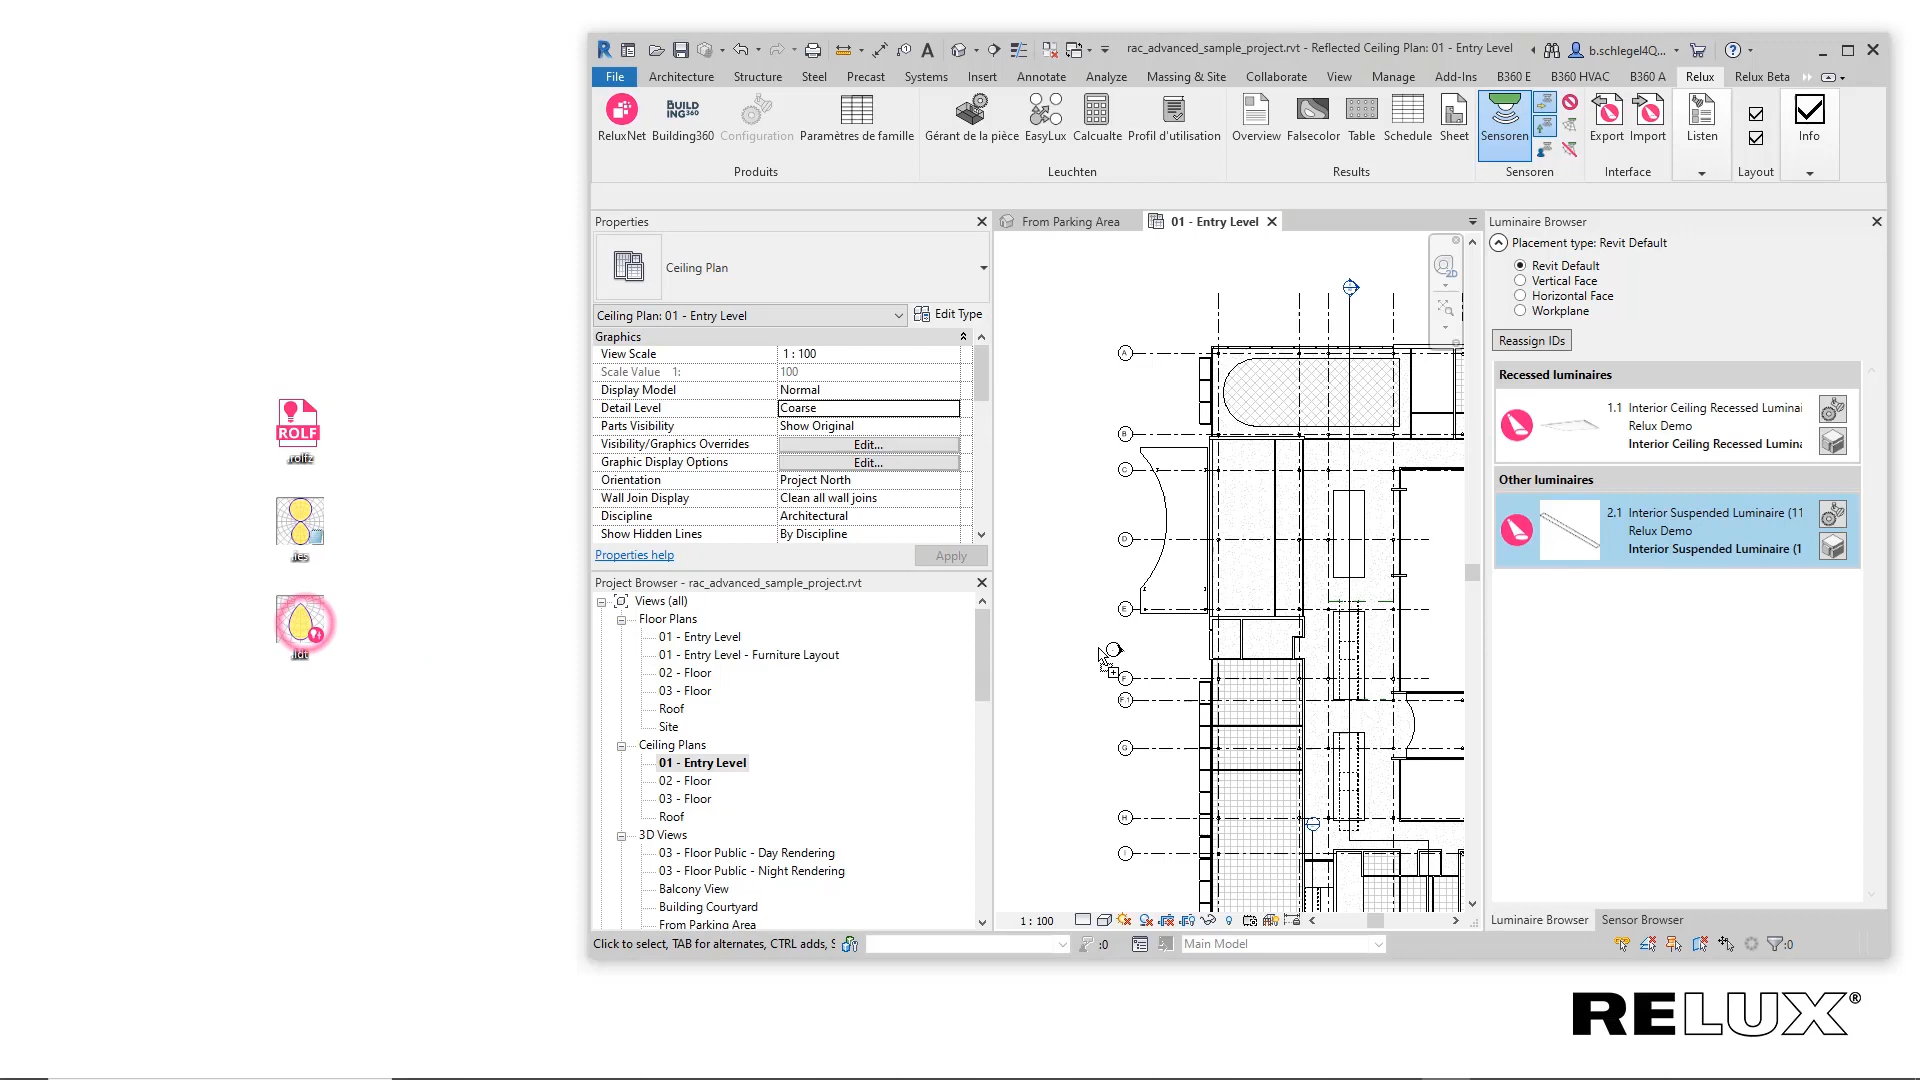 rac_advanced_sample_project.rvt - Reflected Ceiling Plan: 01 - Entry Level
b.schlegel4Q...
File Architecture Structure Steel Precast Systems Insert Annotate Analyze Massing & Site Collaborate View Manage Add-Ins B360 E B360 HVAC B360 A Relux Relux Beta
BUILD
ING360
ReluxNet Building360 Configuration Paramètres de famille Gérant de la pièce EasyLux Calcualte Profil d'utilisation Overview Falsecolor Table Schedule Sheet Sensoren Export Import Listen Info
Produits Leuchten Results Sensoren Interface Layout
Properties
Ceiling Plan
Ceiling Plan: 01 - Entry Level Edit Type
Graphics
View Scale 1 : 100
Scale Value 1: 100
Display Model Normal
Detail Level Coarse
Parts Visibility Show Original
Visibility/Graphics Overrides Edit...
Graphic Display Options Edit...
Orientation Project North
Wall Join Display Clean all wall joins
Discipline Architectural
Show Hidden Lines By Discipline
Properties help Apply
Project Browser - rac_advanced_sample_project.rvt
Views (all)
Floor Plans
01 - Entry Level
01 - Entry Level - Furniture Layout
02 - Floor
03 - Floor
Roof
Site
Ceiling Plans
01 - Entry Level
02 - Floor
03 - Floor
Roof
3D Views
03 - Floor Public - Day Rendering
03 - Floor Public - Night Rendering
Balcony View
Building Courtyard
From Parking Area
From Parking Area 01 - Entry Level
2D
A
B
C
D
E
F
F.1
G
H
I
1 : 100
Luminaire Browser
Placement type: Revit Default
Revit Default
Vertical Face
Horizontal Face
Workplane
Reassign IDs
Recessed luminaires
1.1 Interior Ceiling Recessed Luminai
Relux Demo
Interior Ceiling Recessed Lumina
Other luminaires
2.1 Interior Suspended Luminaire (11
Relux Demo
Interior Suspended Luminaire (1
Luminaire Browser Sensor Browser
Click to select, TAB for alternates, CTRL adds, S :0 Main Model :0
ROLF
.rolfz
.ies
.ldt
RELUX®